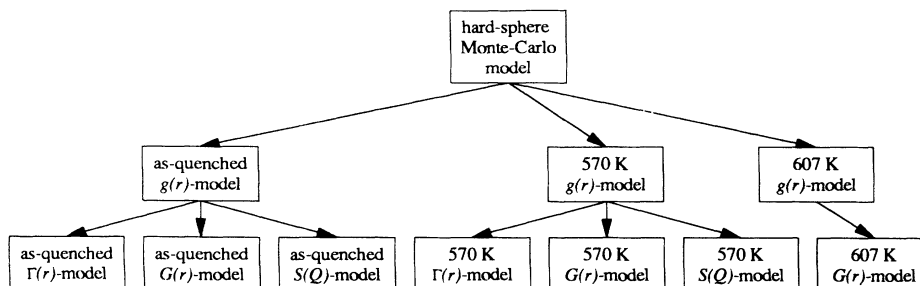 hard-sphere
Monte-Carlo
model
as-quenched
g(r)-model
570 K
g(r)-model
607 K
g(r)-model
as-quenched
Γ(r)-model
as-quenched
G(r)-model
as-quenched
S(Q)-model
570 K
Γ(r)-model
570 K
G(r)-model
570 K
S(Q)-model
607 K
G(r)-model